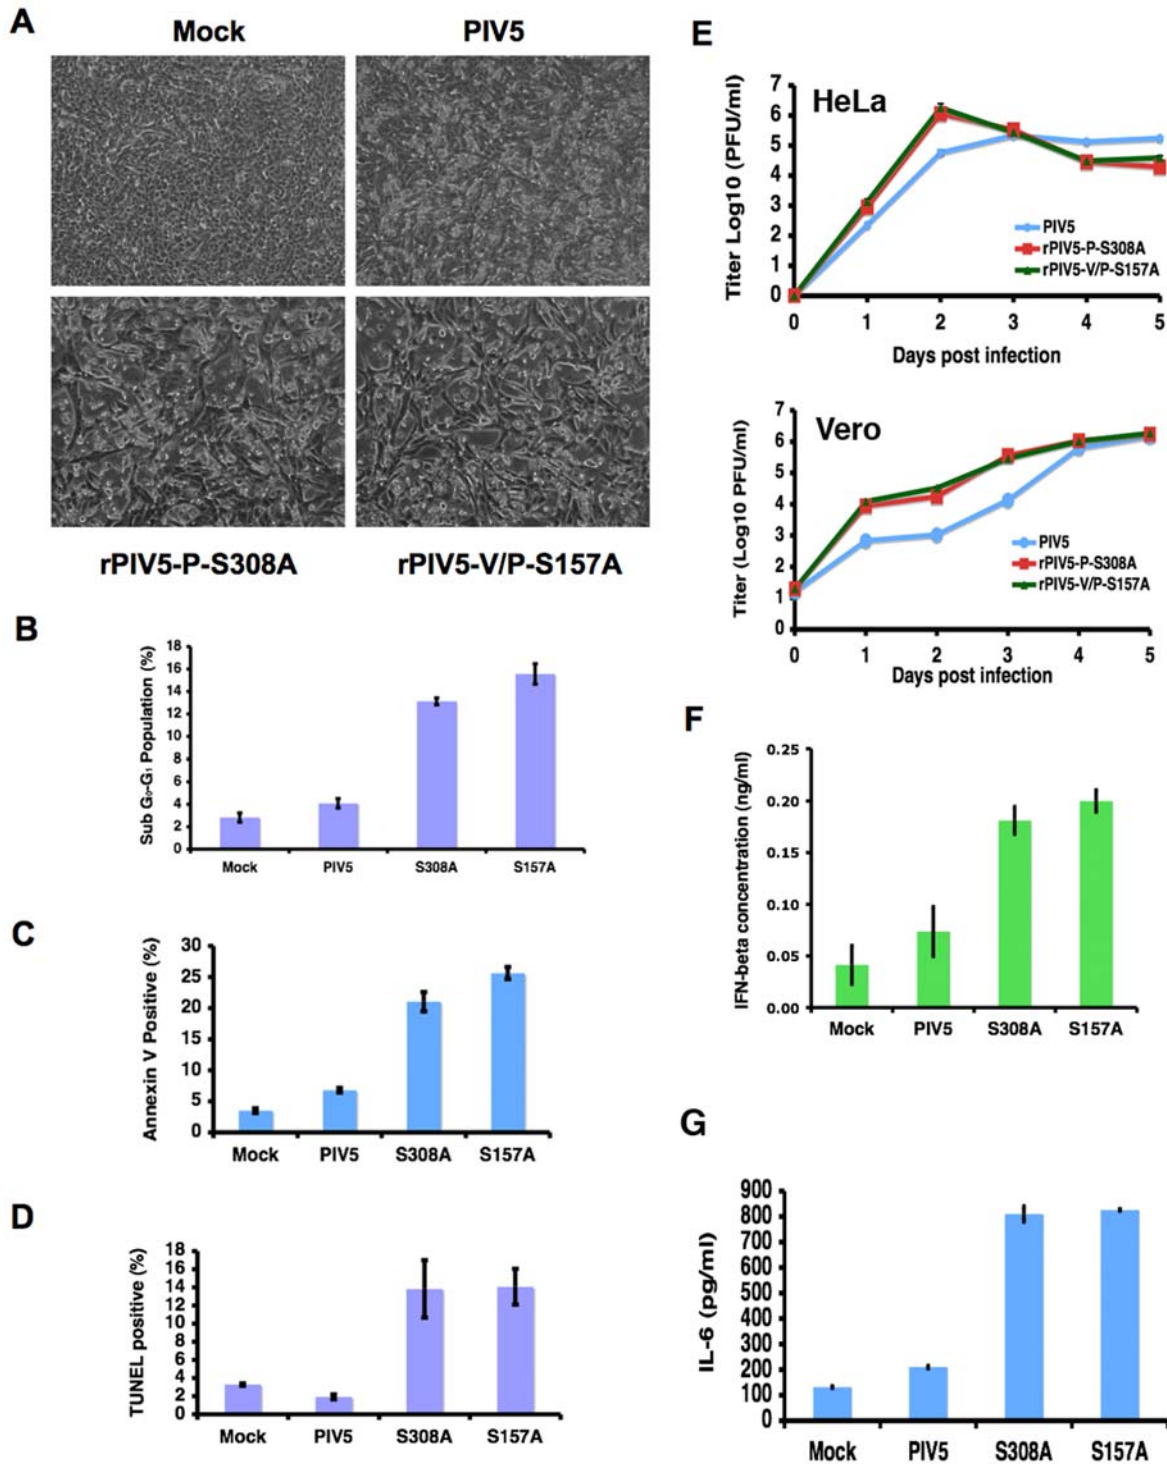 A
Mock
PIV5
rPIV5-P-S308A
rPIV5-V/P-S157A
B
Sub G₀-G₁ Population (%)
18
16
14
12
10
8
6
4
2
0
Mock
PIV5
S308A
S157A
C
Annexin V Positive (%)
30
25
20
15
10
5
0
Mock
PIV5
S308A
S157A
D
TUNEL positive (%)
18
16
14
12
10
8
6
4
2
0
Mock
PIV5
S308A
S157A
E
HeLa
Titer Log10 (PFU/ml)
7
6
5
4
3
2
1
0
PIV5
rPIV5-P-S308A
rPIV5-V/P-S157A
0 1 2 3 4 5
Days post infection
Vero
Titer (Log10 PFU/ml)
7
6
5
4
3
2
1
0
PIV5
rPIV5-P-S308A
rPIV5-V/P-S157A
0 1 2 3 4 5
Days post infection
F
IFN-beta concentration (ng/ml)
0.25
0.20
0.15
0.10
0.05
0.00
Mock
PIV5
S308A
S157A
G
IL-6 (pg/ml)
900
800
700
600
500
400
300
200
100
0
Mock
PIV5
S308A
S157A